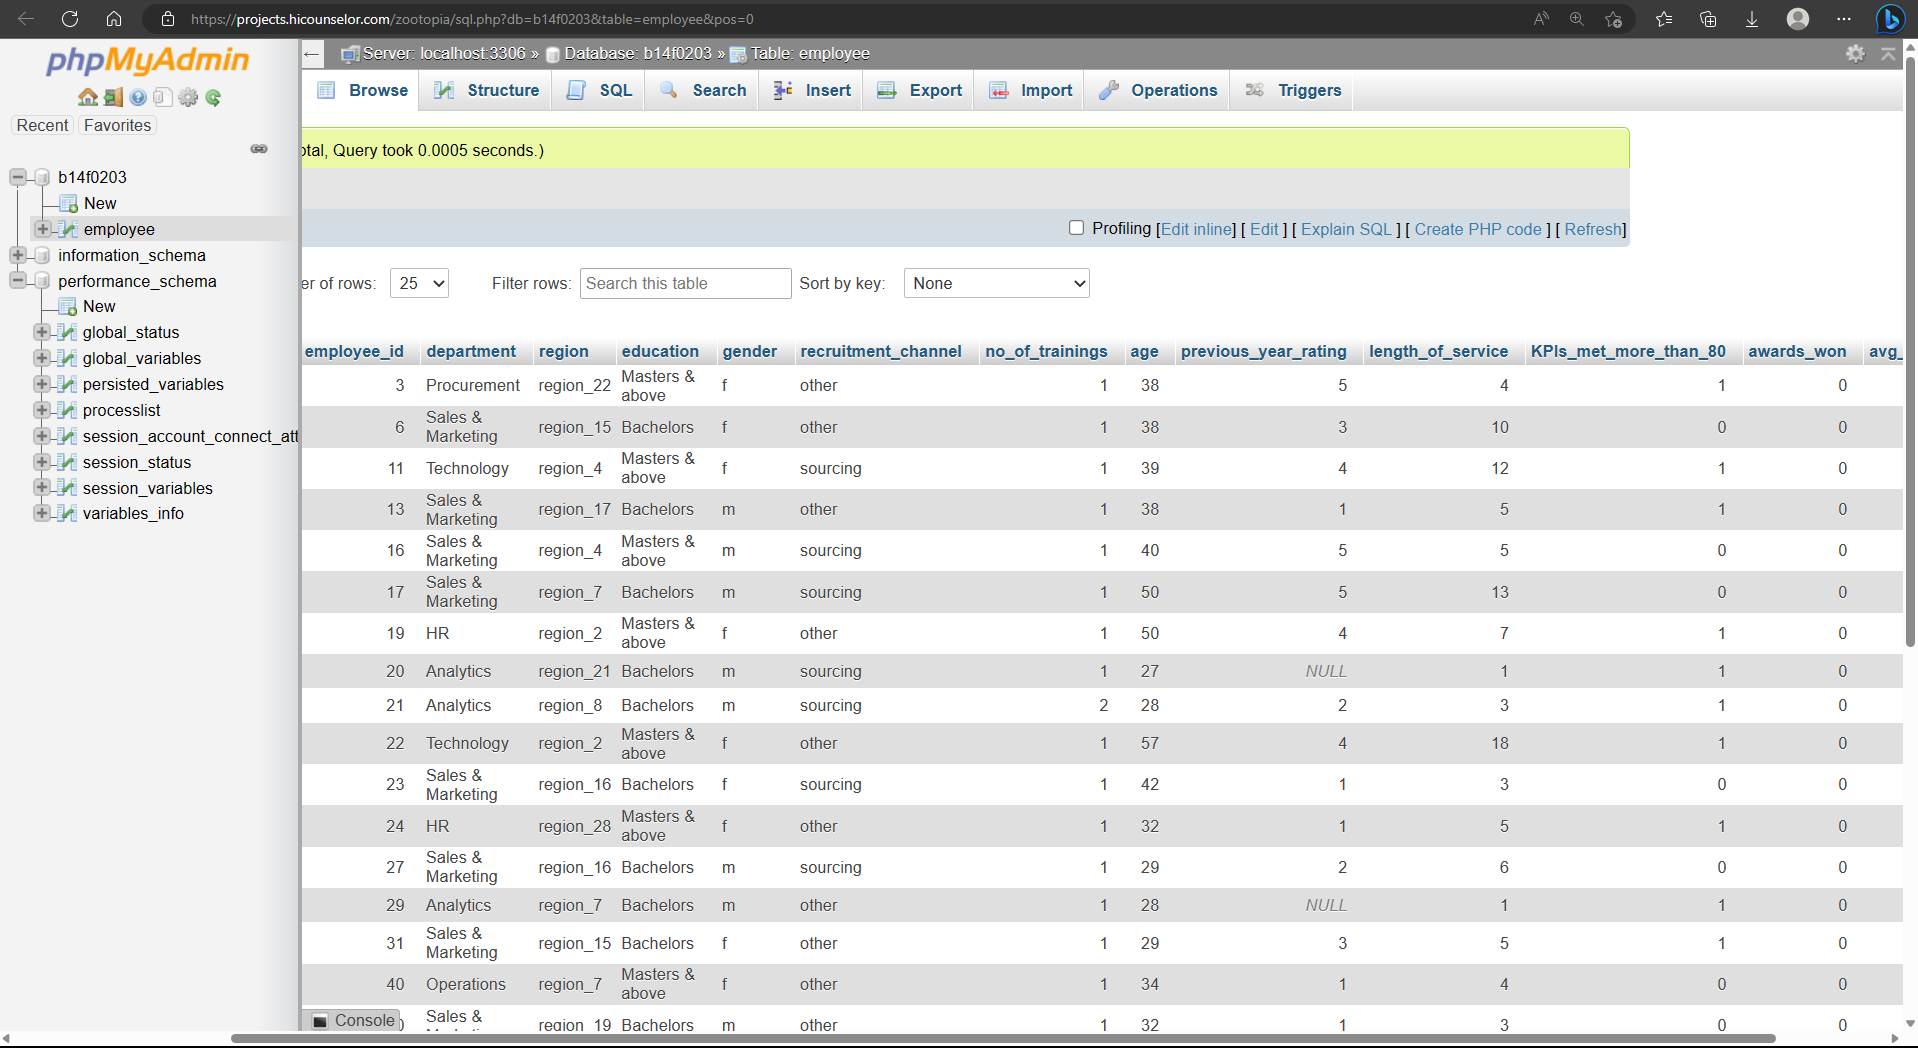 https://projects.hicounselor.com/zootopia/sql.php?db=b14f0203&table=employee&pos=0
phpMyAdmin
Recent Favorites
b14f0203
New
employee
information_schema
performance_schema
New
global_status
global_variables
persisted_variables
processlist
session_account_connect_att
session_status
session_variables
variables_info
Server: localhost:3306 » Database: b14f0203 » Table: employee
Browse Structure SQL Search Insert Export Import Operations Triggers
otal, Query took 0.0005 seconds.)
Profiling [Edit inline] [ Edit ] [ Explain SQL ] [ Create PHP code ] [ Refresh]
er of rows: 25 Filter rows: Search this table Sort by key: None
employee_id department region education gender recruitment_channel no_of_trainings age previous_year_rating length_of_service KPIs_met_more_than_80 awards_won avg_
3 Procurement region_22 Masters & above f other 1 38 5 4 1 0
6 Sales & Marketing region_15 Bachelors f other 1 38 3 10 0 0
11 Technology region_4 Masters & above f sourcing 1 39 4 12 1 0
13 Sales & Marketing region_17 Bachelors m other 1 38 1 5 1 0
16 Sales & Marketing region_4 Masters & above m sourcing 1 40 5 5 0 0
17 Sales & Marketing region_7 Bachelors m sourcing 1 50 5 13 0 0
19 HR region_2 Masters & above f other 1 50 4 7 1 0
20 Analytics region_21 Bachelors m sourcing 1 27 NULL 1 1 0
21 Analytics region_8 Bachelors m sourcing 2 28 2 3 1 0
22 Technology region_2 Masters & above f other 1 57 4 18 1 0
23 Sales & Marketing region_16 Bachelors f sourcing 1 42 1 3 0 0
24 HR region_28 Masters & above f other 1 32 1 5 1 0
27 Sales & Marketing region_16 Bachelors m sourcing 1 29 2 6 0 0
29 Analytics region_7 Bachelors m other 1 28 NULL 1 1 0
31 Sales & Marketing region_15 Bachelors f other 1 29 3 5 1 0
40 Operations region_7 Masters & above f other 1 34 1 4 0 0
Sales & region_19 Bachelors m other 1 32 1 3 0 0
Console